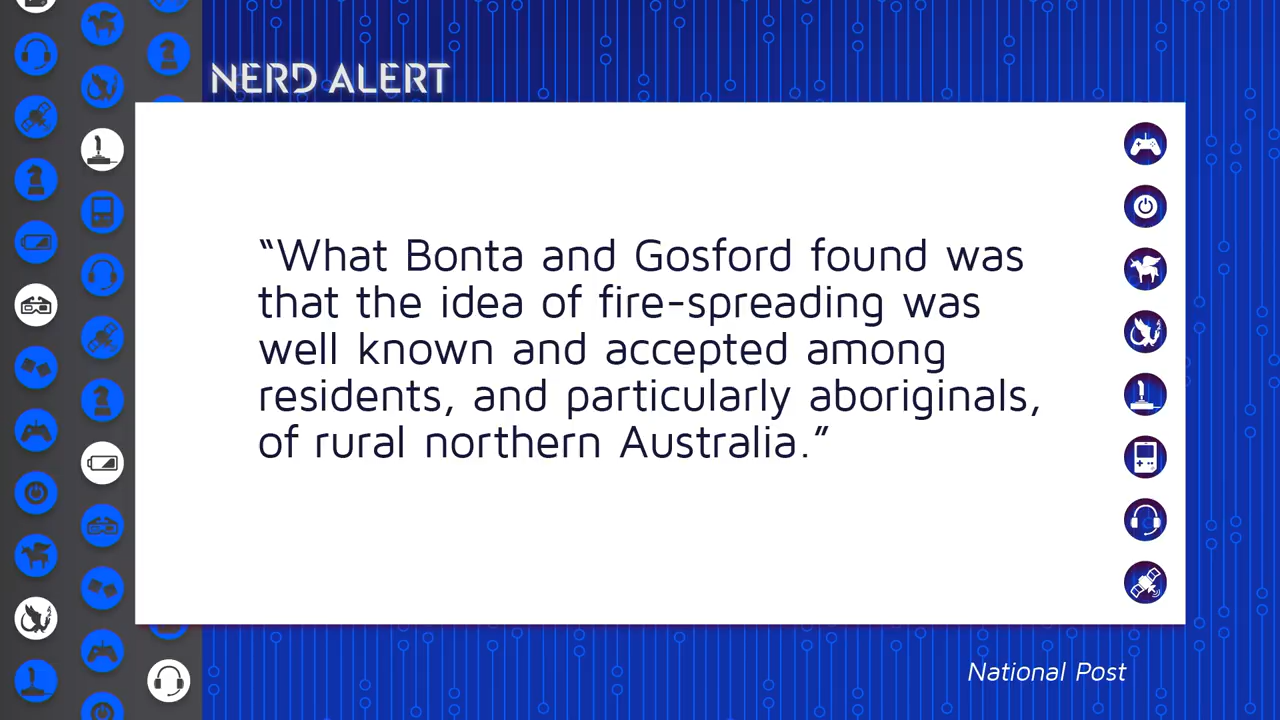 NERD ALERT
“What Bonta and Gosford found was
that the idea of fire-spreading was
well known and accepted among
residents, and particularly aboriginals,
of rural northern Australia.”
National Post